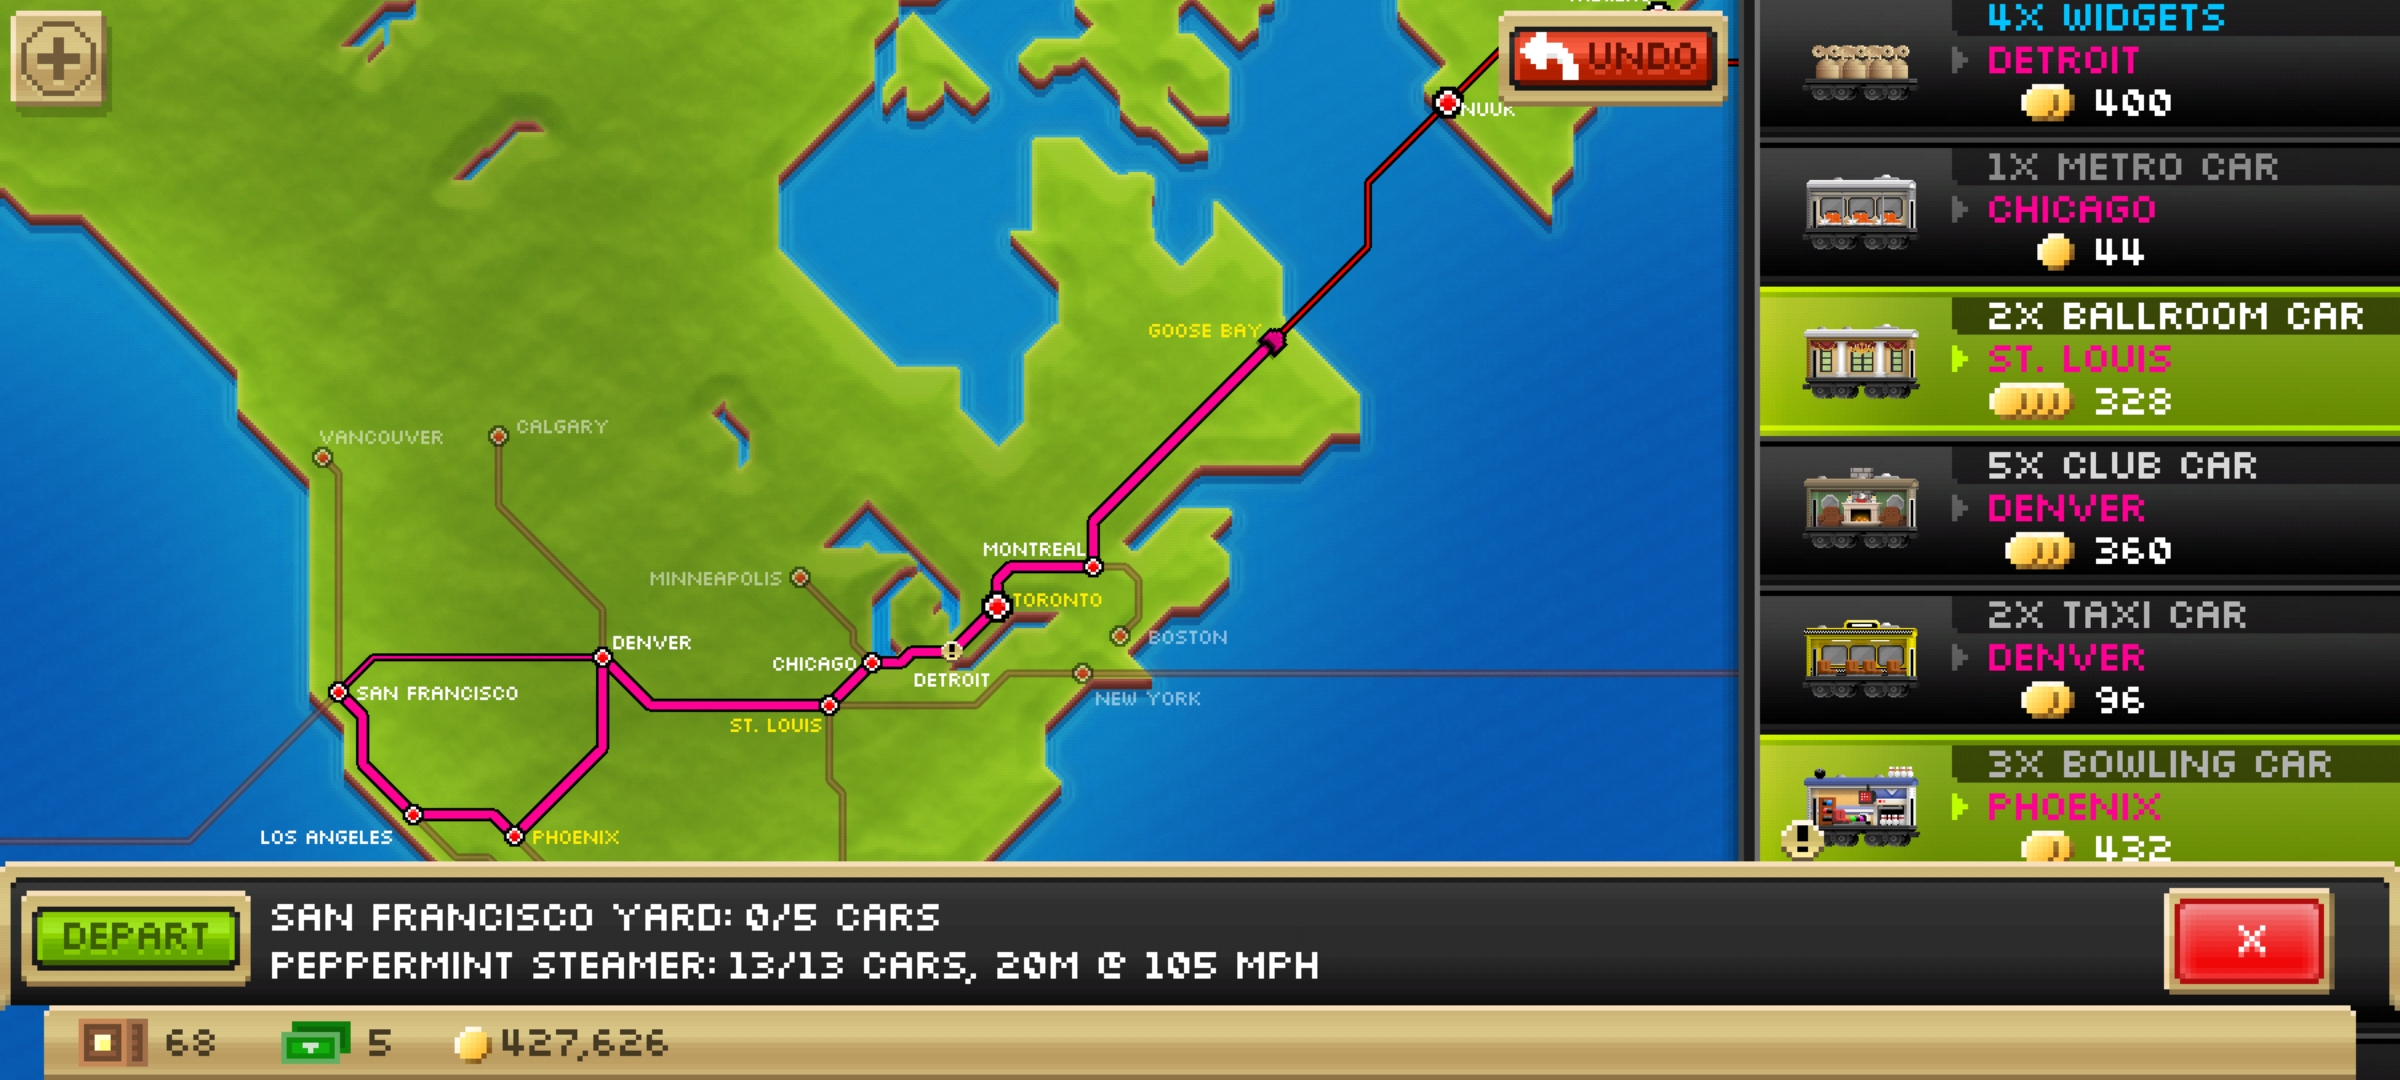 UNDO
NUUK
GOOSE BAY
VANCOUVER
CALGARY
MONTREAL
MINNEAPOLIS
TORONTO
BOSTON
DENVER
CHICAGO
DETROIT
SAN FRANCISCO
NEW YORK
ST. LOUIS
LOS ANGELES
PHOENIX
4X WIDGETS
DETROIT
400
1X METRO CAR
CHICAGO
44
2X BALLROOM CAR
ST. LOUIS
328
5X CLUB CAR
DENVER
360
2X TAXI CAR
DENVER
96
3X BOWLING CAR
PHOENIX
432
DEPART
SAN FRANCISCO YARD: 0/5 CARS
PEPPERMINT STEAMER: 13/13 CARS, 20M @ 105 MPH
X
68
5
427,626